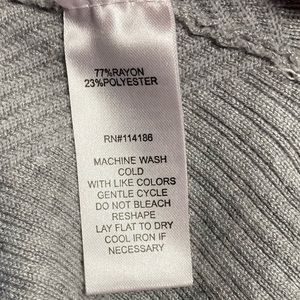 77%RAYON
23%POLYESTER
RN#114186
MACHINE WASH
COLD
WITH LIKE COLORS
GENTLE CYCLE
DO NOT BLEACH
RESHAPE
LAY FLAT TO DRY
COOL IRON IF
NECESSARY